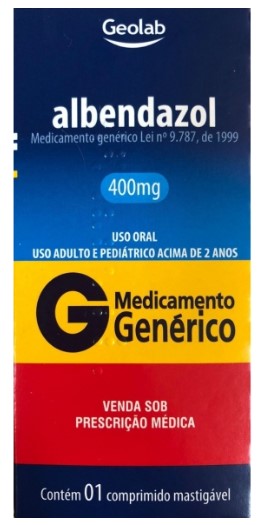 Geolab
albendazol
Medicamento genérico Lei nº 9.787, de 1999
400mg
USO ORAL
USO ADULTO E PEDIÁTRICO ACIMA DE 2 ANOS
G Medicamento
Genérico
VENDA SOB
PRESCRIÇÃO MÉDICA
Contém 01 comprimido mastigável